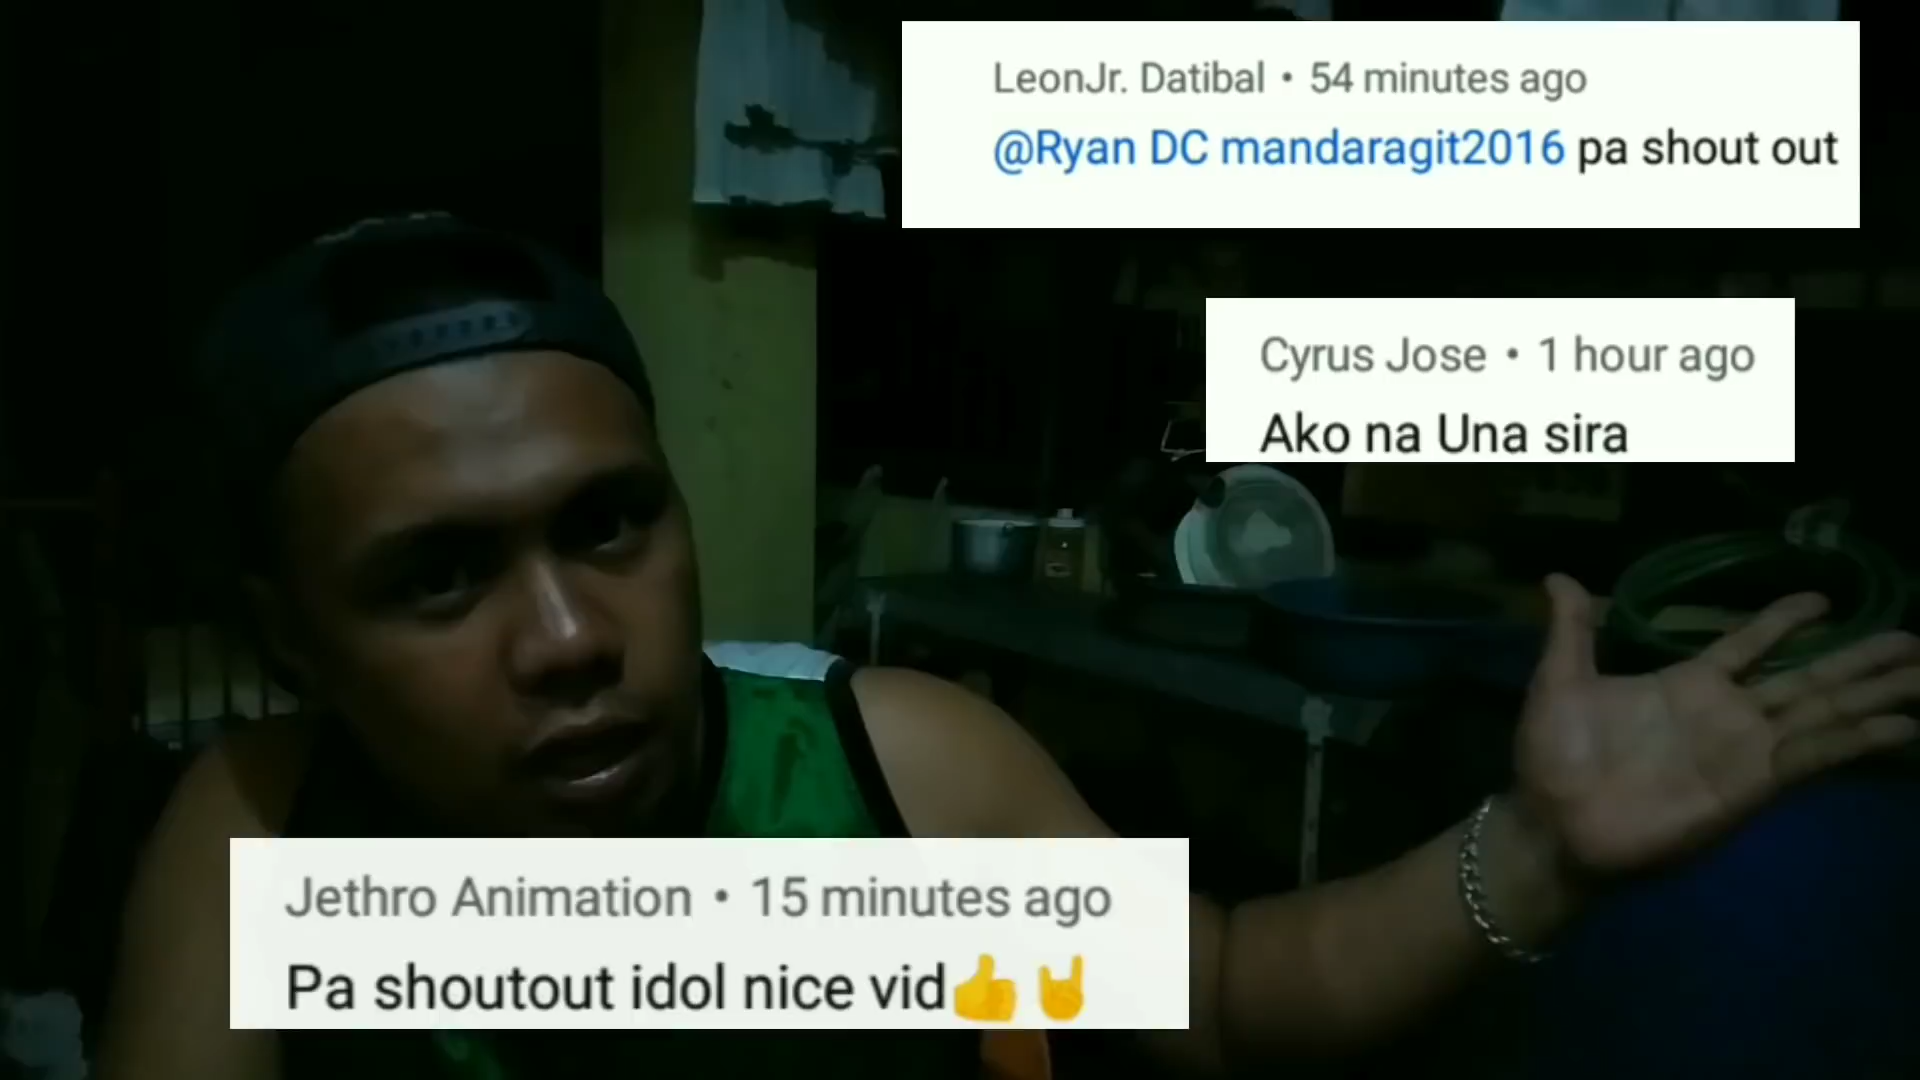 LeonJr. Datibal • 54 minutes ago
@Ryan DC mandaragit2016 pa shout out
Cyrus Jose • 1 hour ago
Ako na Una sira
Jethro Animation • 15 minutes ago
Pa shoutout idol nice vid👍🤘